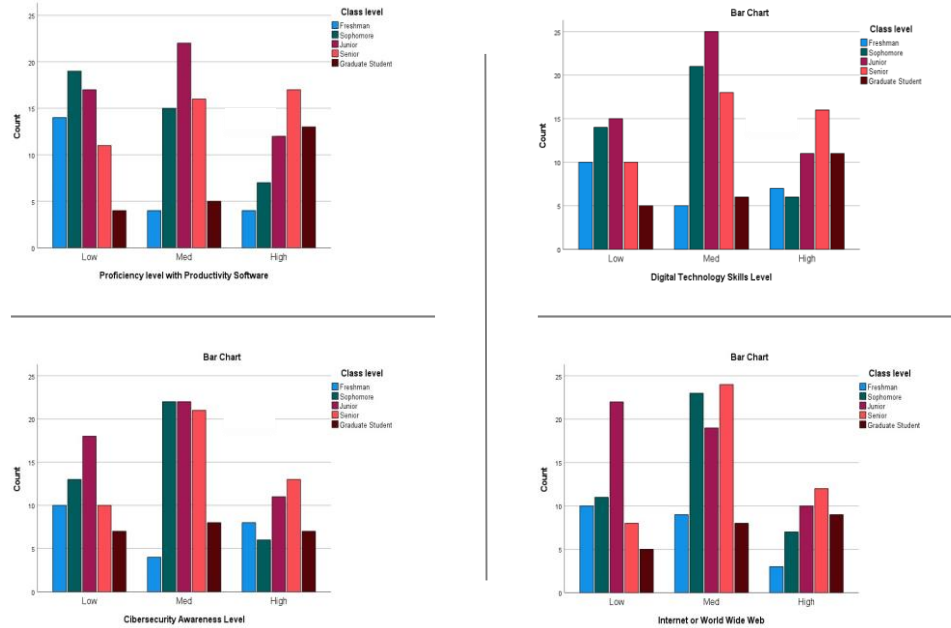 Class level
Freshman
Sophomore
Junior
Senior
Graduate Student
Count
25
20
15
10
5
0
Low Med High
Proficiency level with Productivity Software
Bar Chart
Class level
Freshman
Sophomore
Junior
Senior
Graduate Student
Count
25
20
15
10
5
0
Low Med High
Digital Technology Skills Level
Bar Chart
Class level
Freshman
Sophomore
Junior
Senior
Graduate Student
Count
25
20
15
10
5
0
Low Med High
Cibersecurity Awareness Level
Bar Chart
Class level
Freshman
Sophomore
Junior
Senior
Graduate Student
Count
25
20
15
10
5
0
Low Med High
Internet or World Wide Web